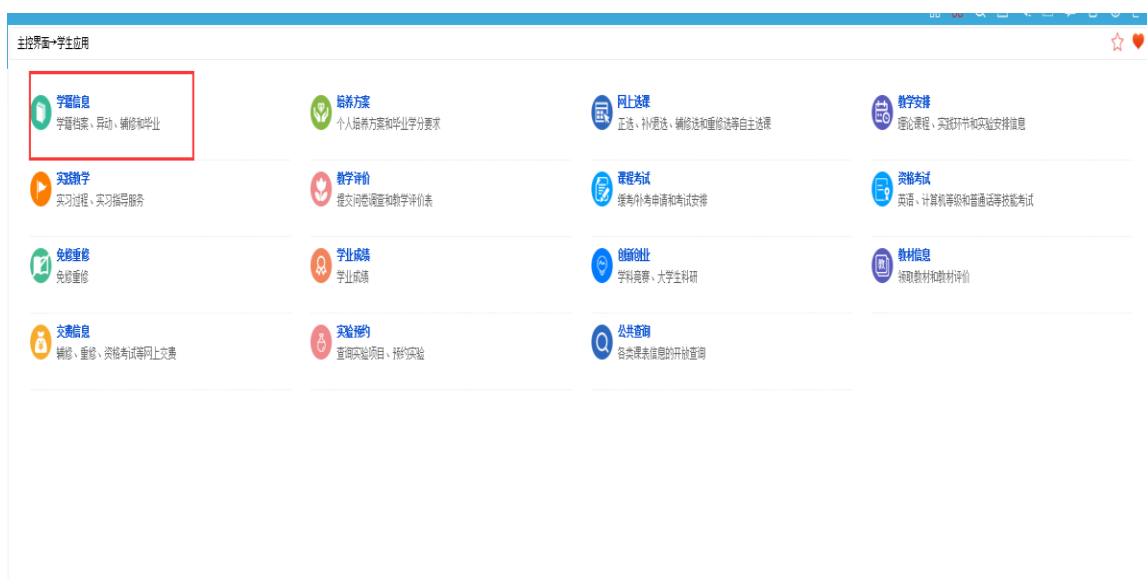 主控界面→学生应用
学籍信息
学籍档案、异动、辅修和毕业
培养方案
个人培养方案和毕业学分要求
网上选课
正选、补/退选、辅修选和重修选等自主选课
教学安排
理论课程、实践环节和实验安排信息
实践教学
实习过程、实习指导服务
教学评价
提交问卷调查和教学评价表
课程考试
缓考/补考申请和考试安排
资格考试
英语、计算机等级和普通话等技能考试
免修重修
免修重修
学业成绩
学业成绩
创新创业
学科竞赛、大学生科研
教材信息
领取教材和教材评价
交费信息
辅修、重修、资格考试等网上交费
实验预约
查询实验项目、预约实验
公共查询
各类课表信息的开放查询